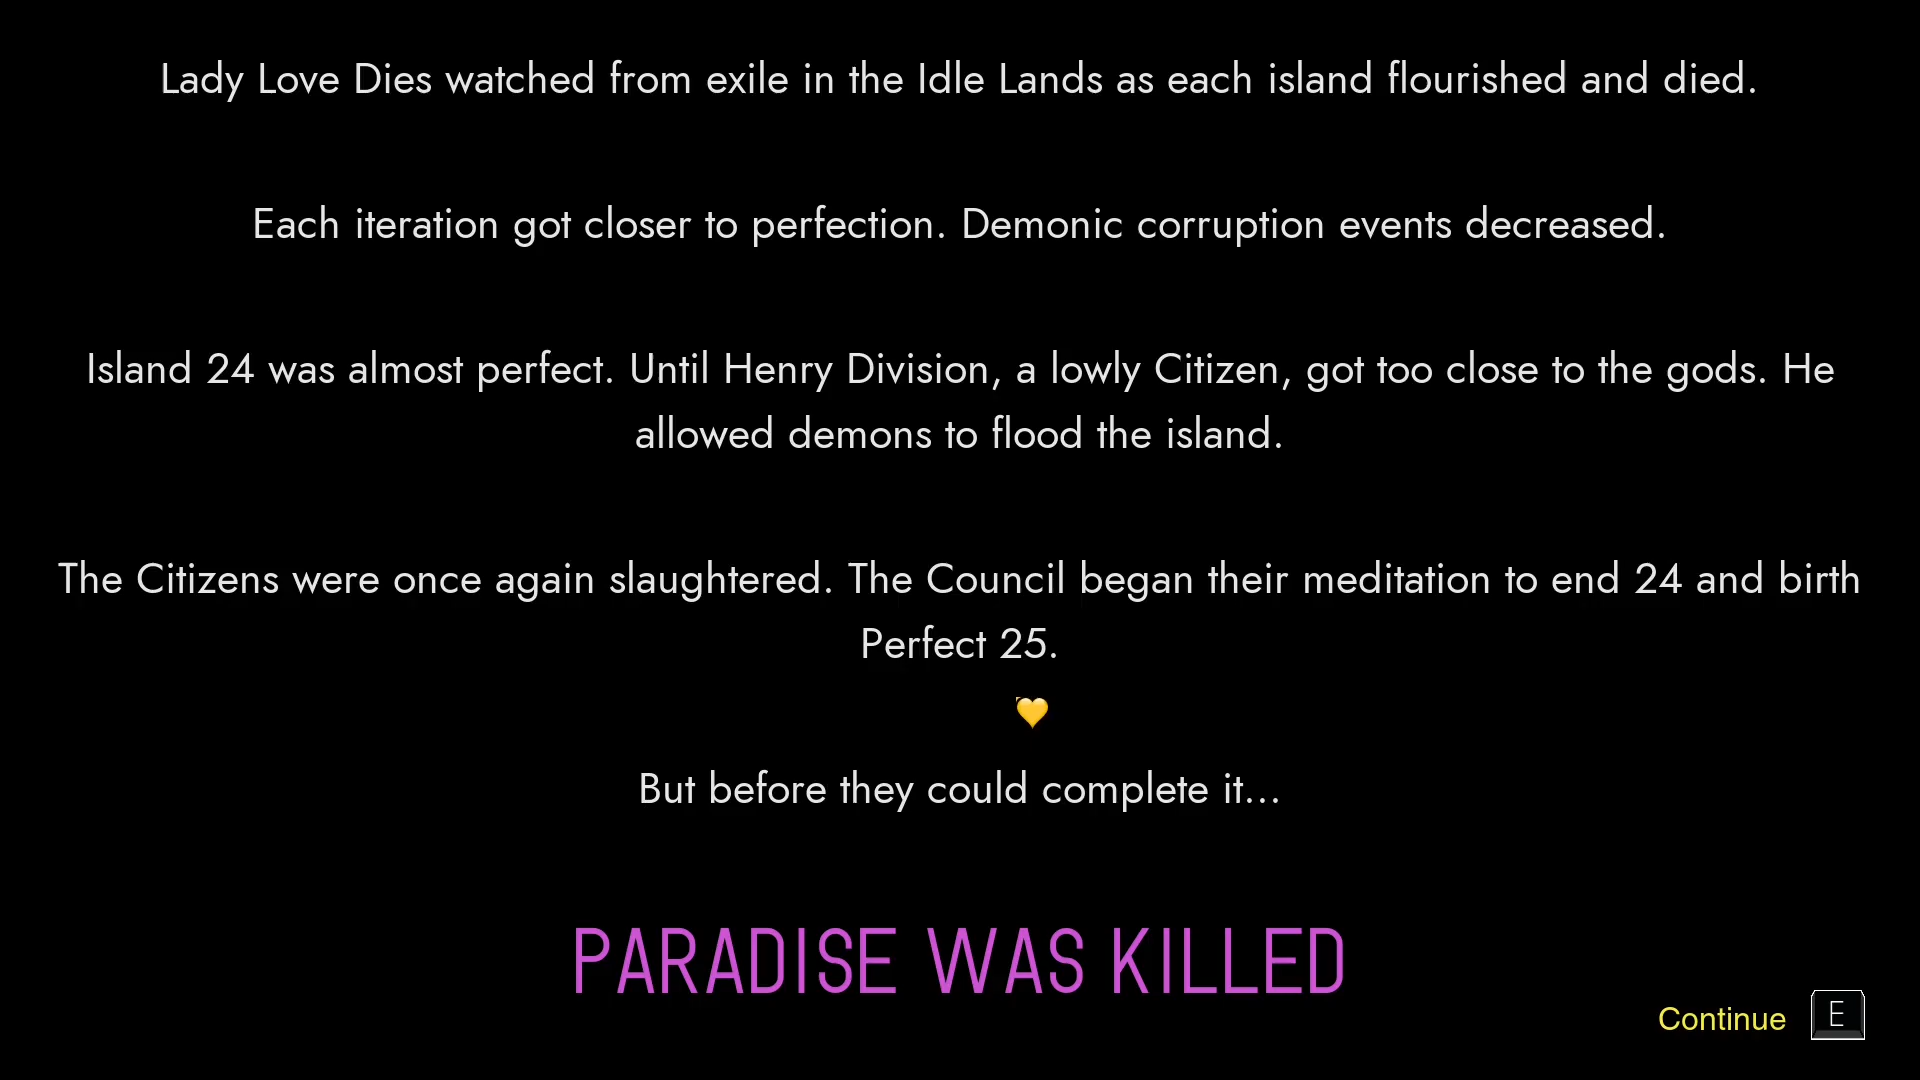 Lady Love Dies watched from exile in the Idle Lands as each island flourished and died.
Each iteration got closer to perfection. Demonic corruption events decreased.
Island 24 was almost perfect. Until Henry Division, a lowly Citizen, got too close to the gods. He
allowed demons to flood the island.
The Citizens were once again slaughtered. The Council began their meditation to end 24 and birth
Perfect 25.
But before they could complete it...
PARADISE WAS KILLED
Continue E